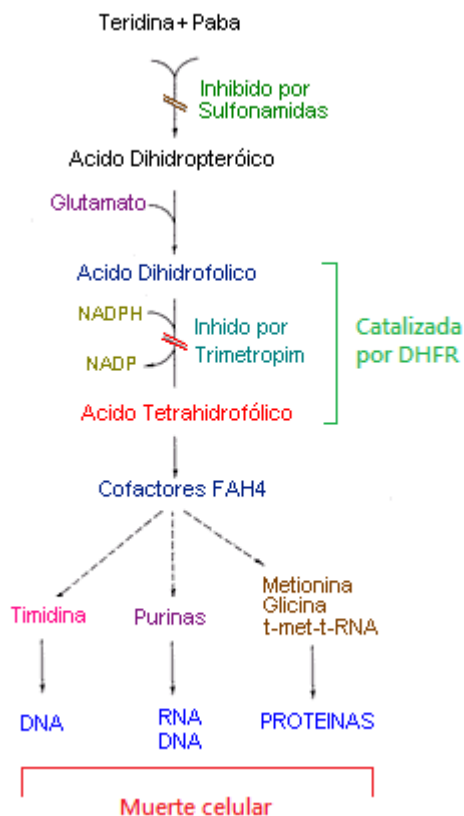 Teridina + Paba
Inhibido por
Sulfonamidas
Acido Dihidropteróico
Glutamato
Acido Dihidrofolico
NADPH
Inhido por
Trimetropim
NADP
Catalizada
por DHFR
Acido Tetrahidrofólico
Cofactores FAH4
Timidina
Purinas
Metionina
Glicina
t-met-t-RNA
DNA
RNA
DNA
PROTEINAS
Muerte celular